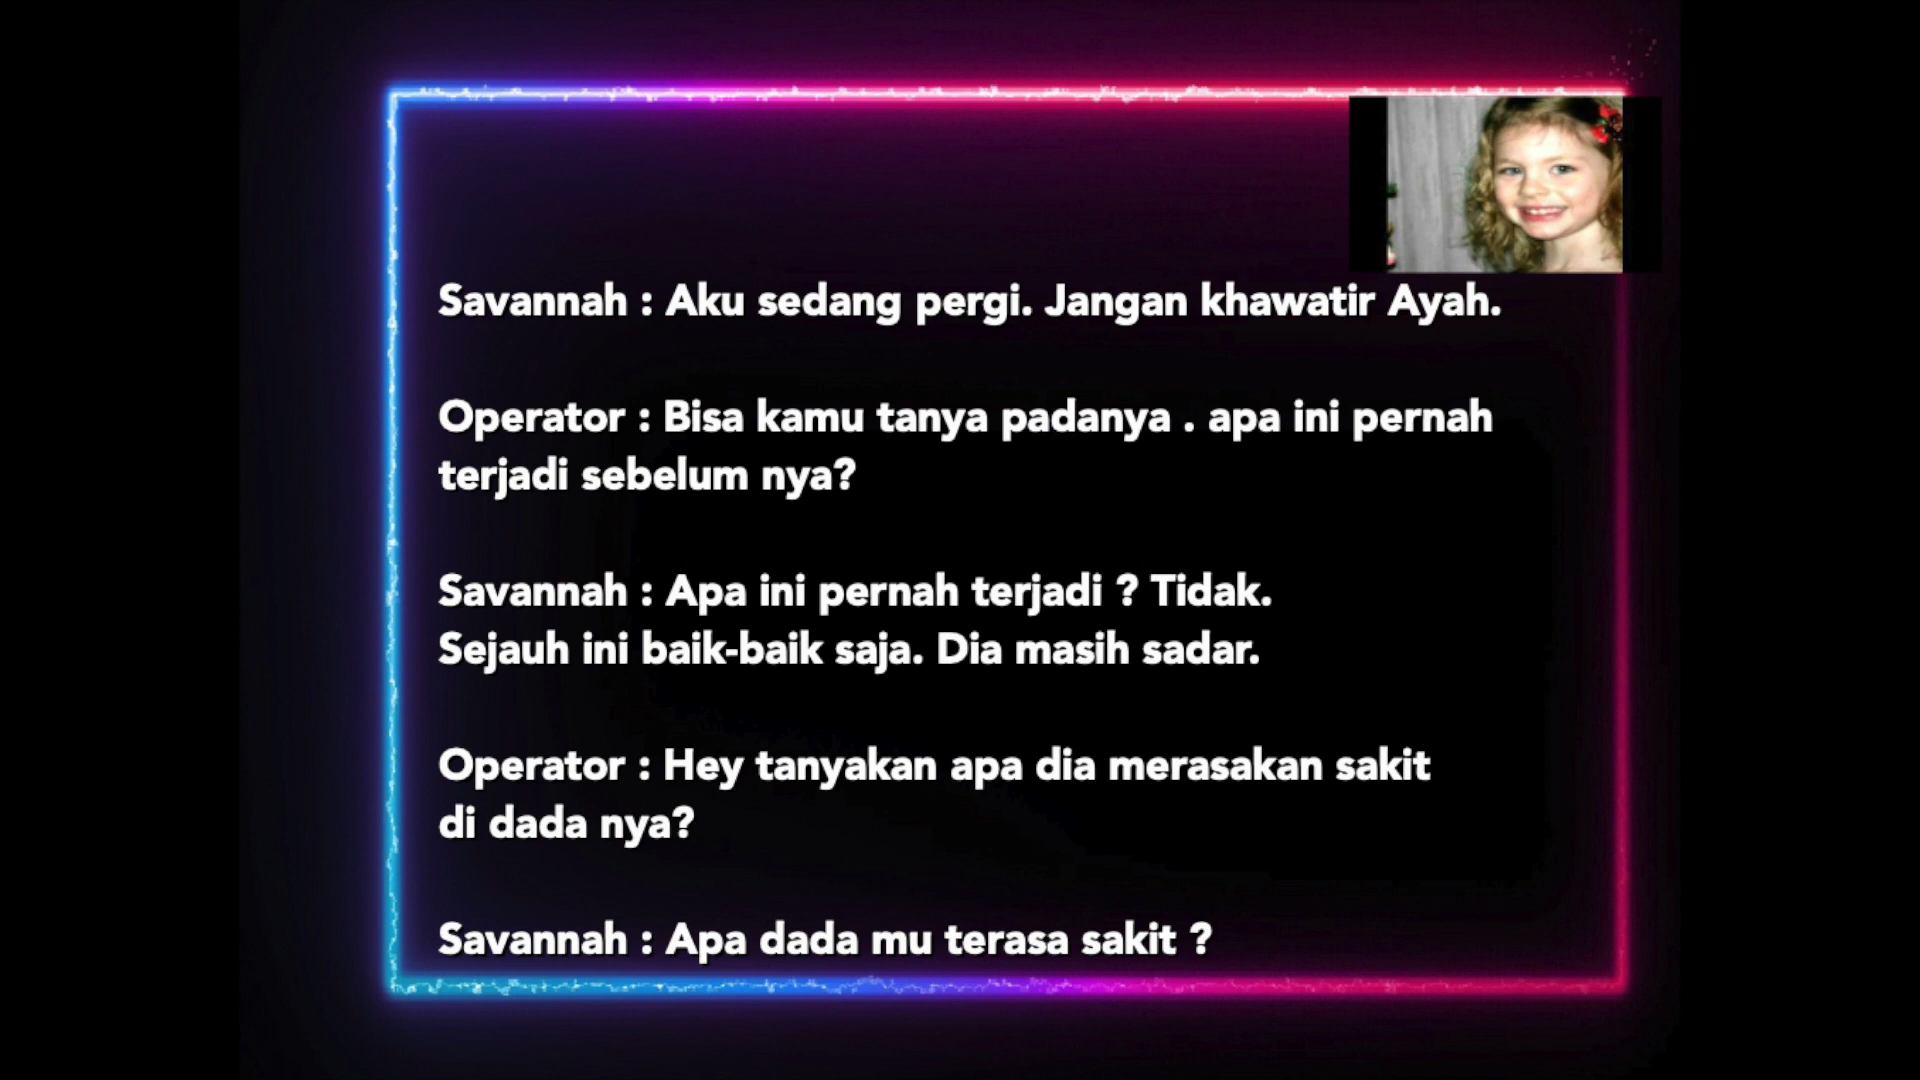 Savannah : Aku sedang pergi. Jangan khawatir Ayah.
Operator : Bisa kamu tanya padanya . apa ini pernah
terjadi sebelum nya?
Savannah : Apa ini pernah terjadi ? Tidak.
Sejauh ini baik-baik saja. Dia masih sadar.
Operator : Hey tanyakan apa dia merasakan sakit
di dada nya?
Savannah : Apa dada mu terasa sakit ?